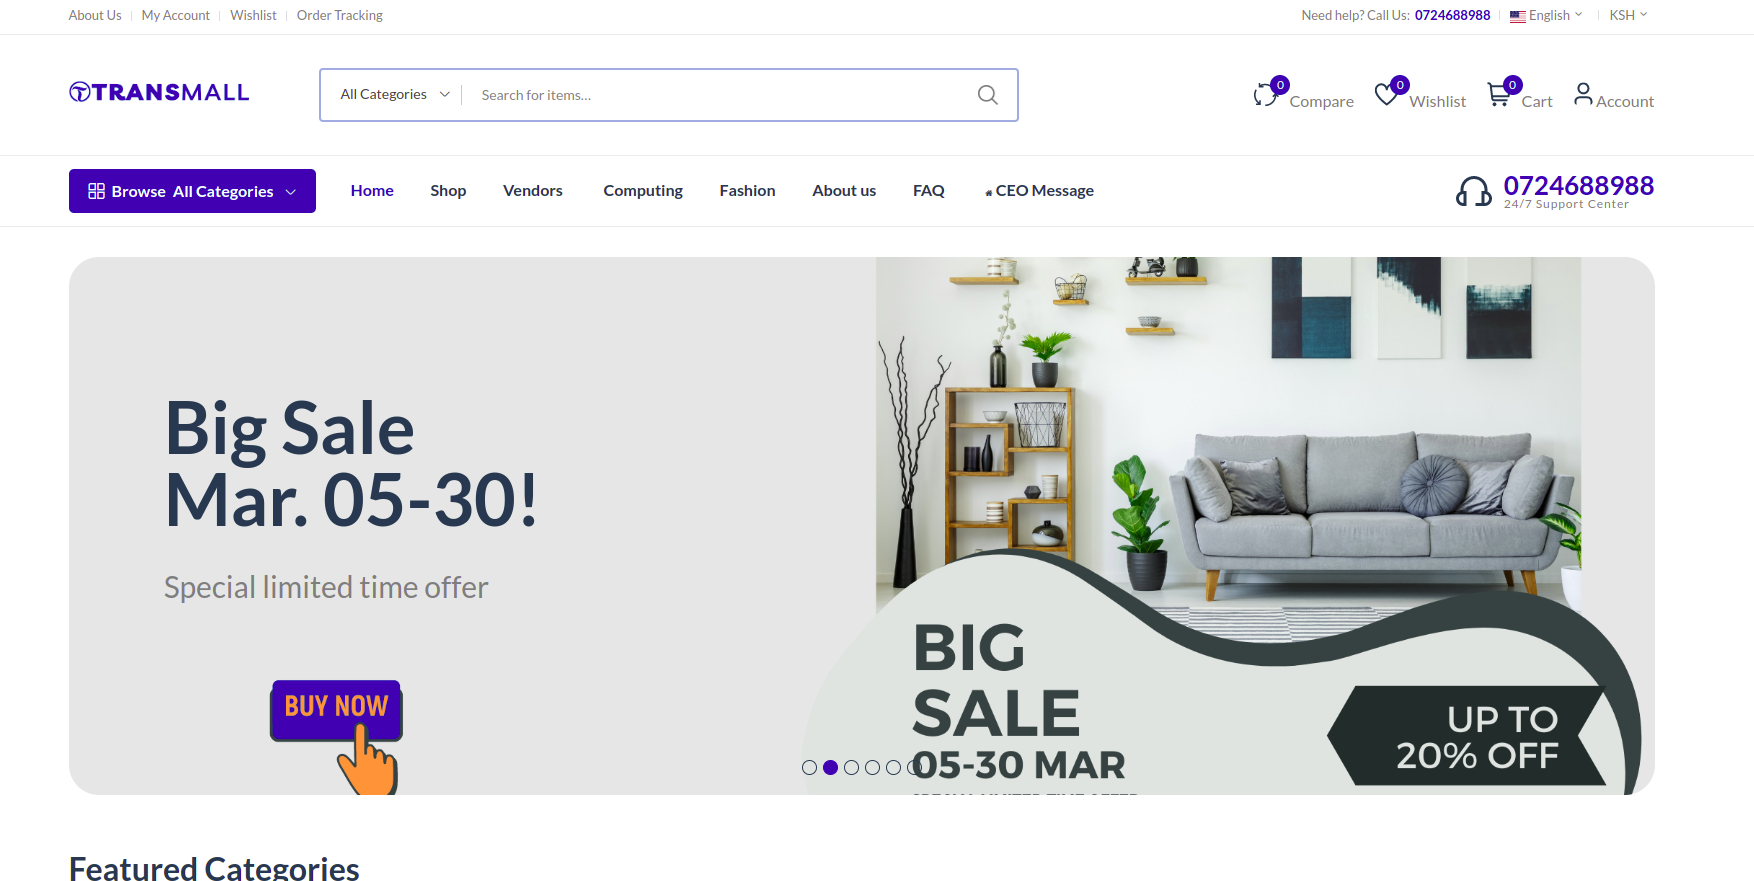 About Us
My Account
Wishlist
Order Tracking
Need help? Call Us: 0724688988
English
KSH
TRANSMALL
All Categories
Search for items...
0
Compare
0
Wishlist
0
Cart
Account
Browse All Categories
Home
Shop
Vendors
Computing
Fashion
About us
FAQ
CEO Message
0724688988
24/7 Support Center
Big Sale
Mar. 05-30!
Special limited time offer
BUY NOW
BIG
SALE
05-30 MAR
UP TO
20% OFF
Featured Categories